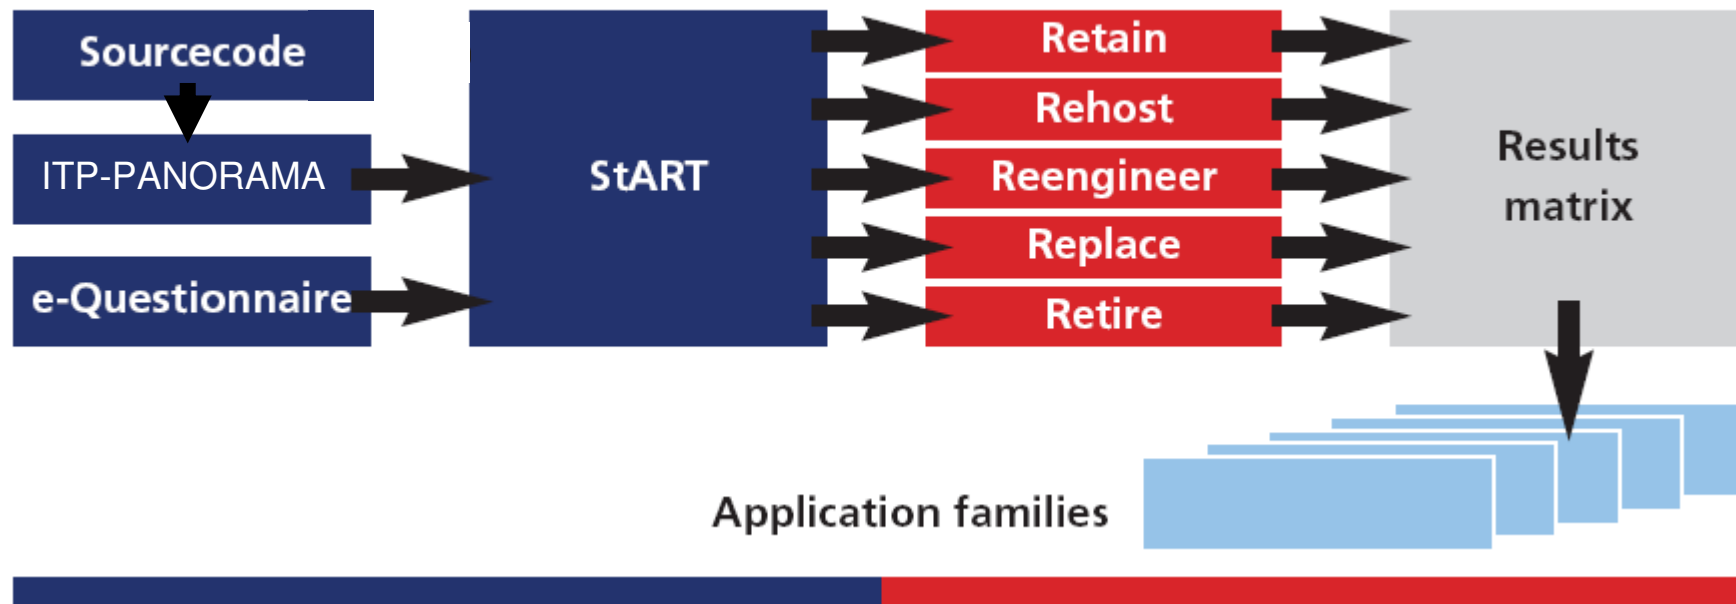 Sourcecode
ITP-PANORAMA
e-Questionnaire
StART
Retain
Rehost
Reengineer
Replace
Retire
Results
matrix
Application families